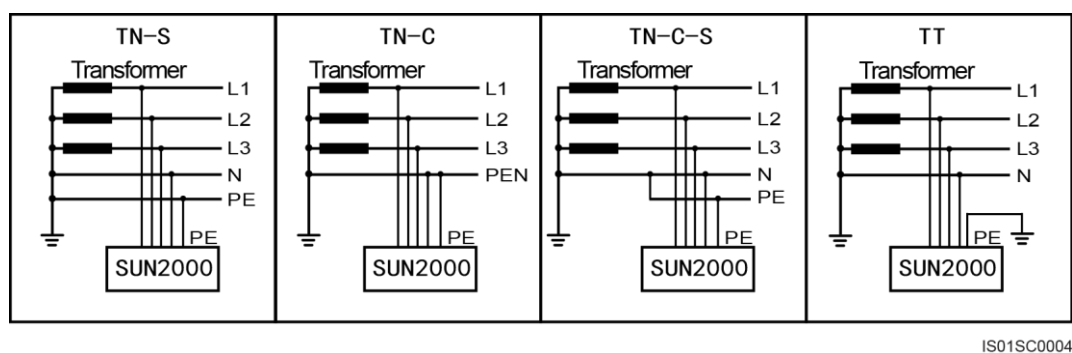 TN-S
Transformer
L1
L2
L3
N
PE
PE
SUN2000
TN-C
Transformer
L1
L2
L3
PEN
PE
SUN2000
TN-C-S
Transformer
L1
L2
L3
N
PE
PE
SUN2000
TT
Transformer
L1
L2
L3
N
PE
SUN2000
IS01SC0004